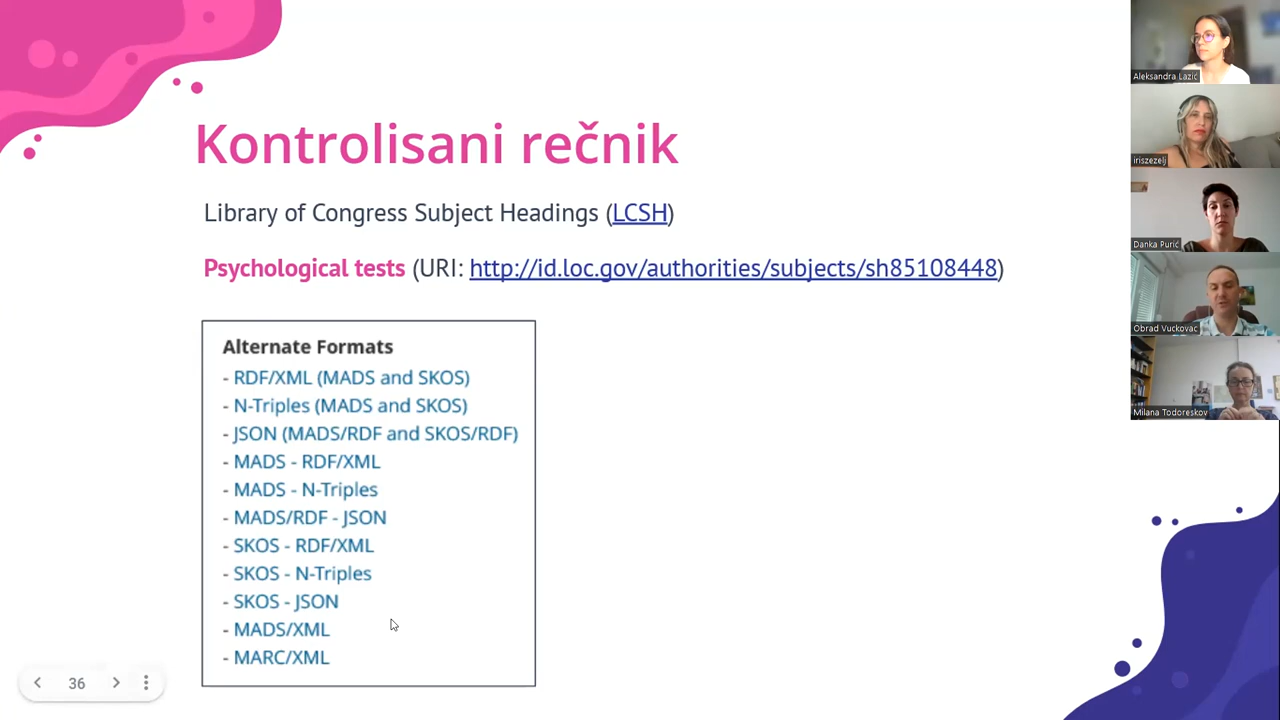 Kontrolisani rečnik
Library of Congress Subject Headings (LCSH)
Psychological tests (URI: http://id.loc.gov/authorities/subjects/sh85108448)
Alternate Formats
- RDF/XML (MADS and SKOS)
- N-Triples (MADS and SKOS)
- JSON (MADS/RDF and SKOS/RDF)
- MADS - RDF/XML
- MADS - N-Triples
- MADS/RDF - JSON
- SKOS - RDF/XML
- SKOS - N-Triples
- SKOS - JSON
- MADS/XML
- MARC/XML
36
Aleksandra Lazić
iriszezelj
Danka Purić
Obrad Vuckovac
Milana Todoreskov